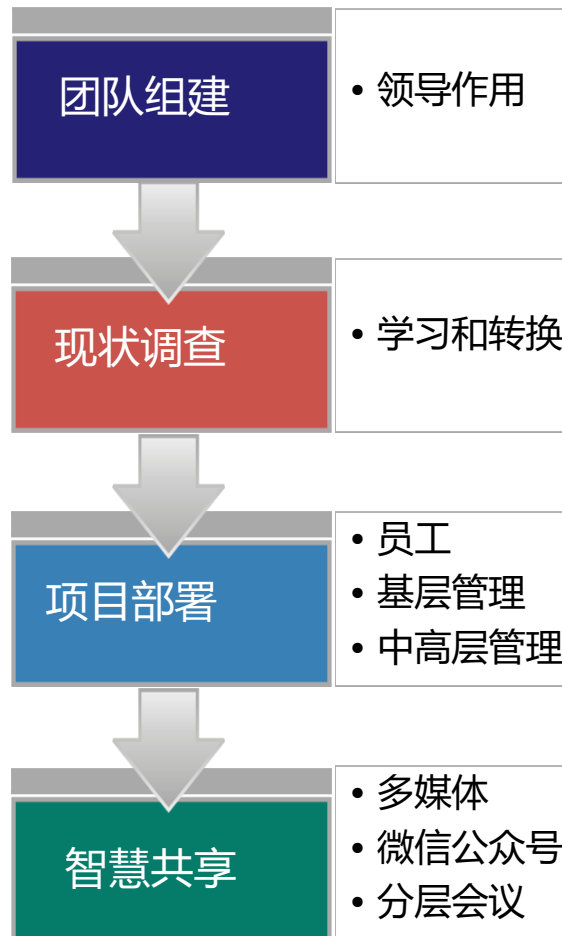 团队组建
• 领导作用
现状调查
• 学习和转换
项目部署
• 员工
• 基层管理
• 中高层管理
智慧共享
• 多媒体
• 微信公众号
• 分层会议